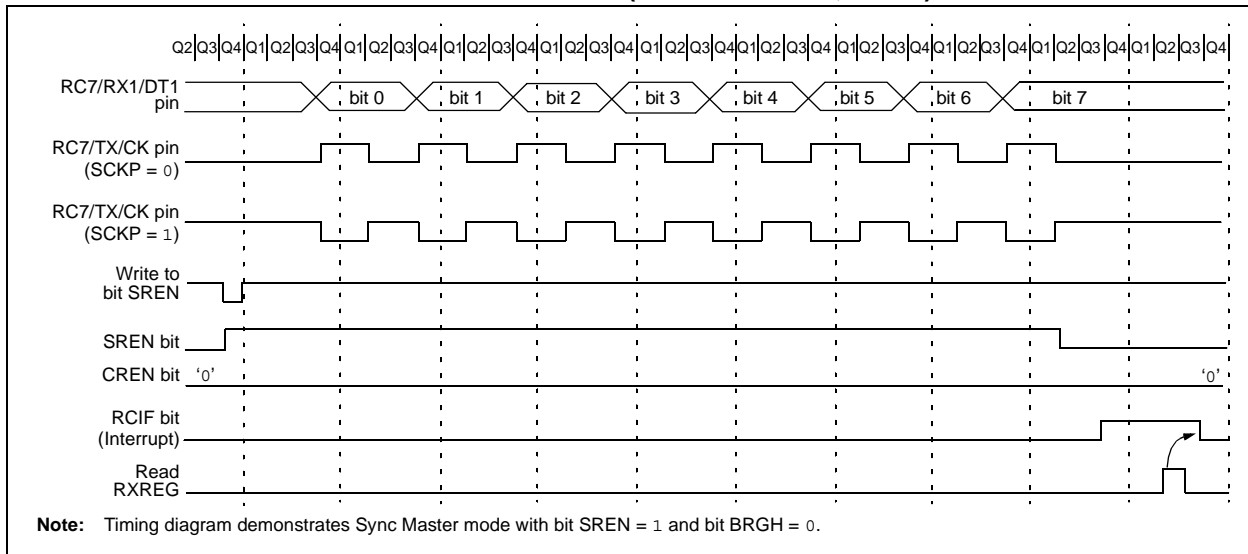 Q2 Q3 Q4 Q1 Q2 Q3 Q4 Q1 Q2 Q3 Q4 Q1 Q2 Q3 Q4 Q1 Q2 Q3 Q4 Q1 Q2 Q3 Q4 Q1 Q2 Q3 Q4 Q1 Q2 Q3 Q4 Q1 Q2 Q3 Q4 Q1 Q2 Q3 Q4 Q1 Q2 Q3 Q4
RC7/RX1/DT1
pin
bit 0 bit 1 bit 2 bit 3 bit 4 bit 5 bit 6 bit 7
RC7/TX/CK pin
(SCKP = 0)
RC7/TX/CK pin
(SCKP = 1)
Write to
bit SREN
SREN bit
CREN bit ‘0’ ‘0’
RCIF bit
(Interrupt)
Read
RXREG
Note: Timing diagram demonstrates Sync Master mode with bit SREN = 1 and bit BRGH = 0.